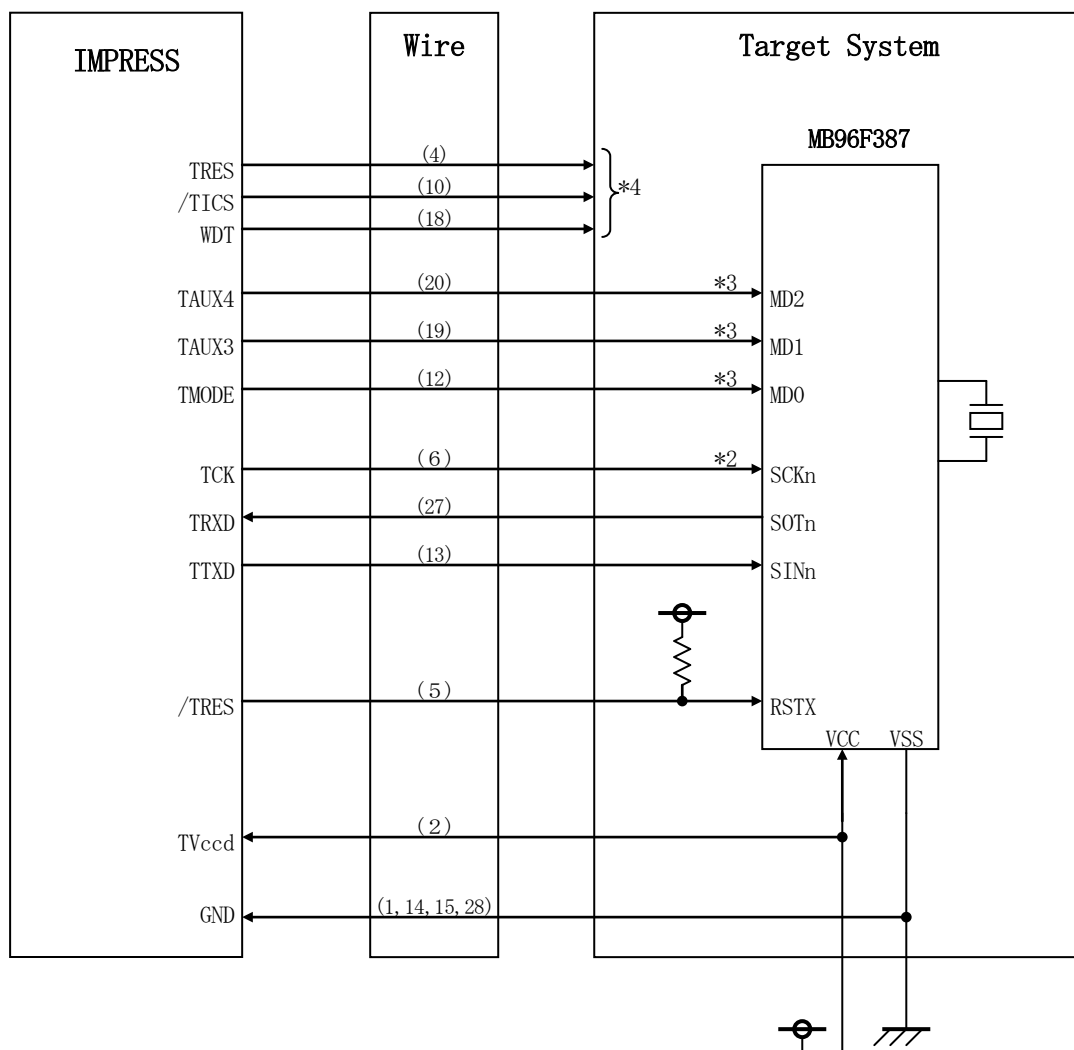 IMPRESS
Wire
Target System
MB96F387
TRES (4)
/TICS (10) *4
WDT (18)
TAUX4 (20) *3 MD2
TAUX3 (19) *3 MD1
TMODE (12) *3 MD0
TCK (6) *2 SCKn
TRXD (27) SOTn
TTXD (13) SINn
/TRES (5) RSTX
VCC VSS
TVccd (2)
GND (1,14,15,28)